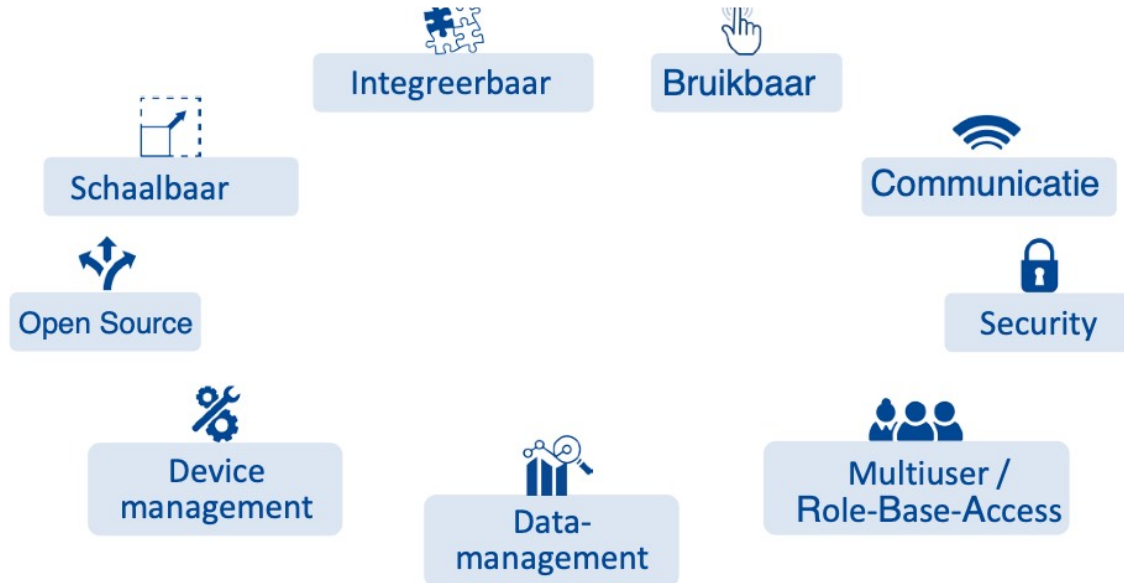 Integreerbaar
Bruikbaar
Schaalbaar
Communicatie
Open Source
Security
Device
management
Data-
management
Multiuser /
Role-Base-Access